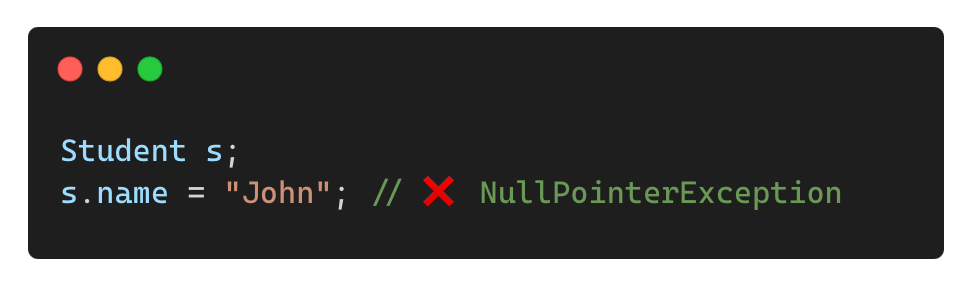 Student s;
s.name = "John"; // ❌ NullPointerException